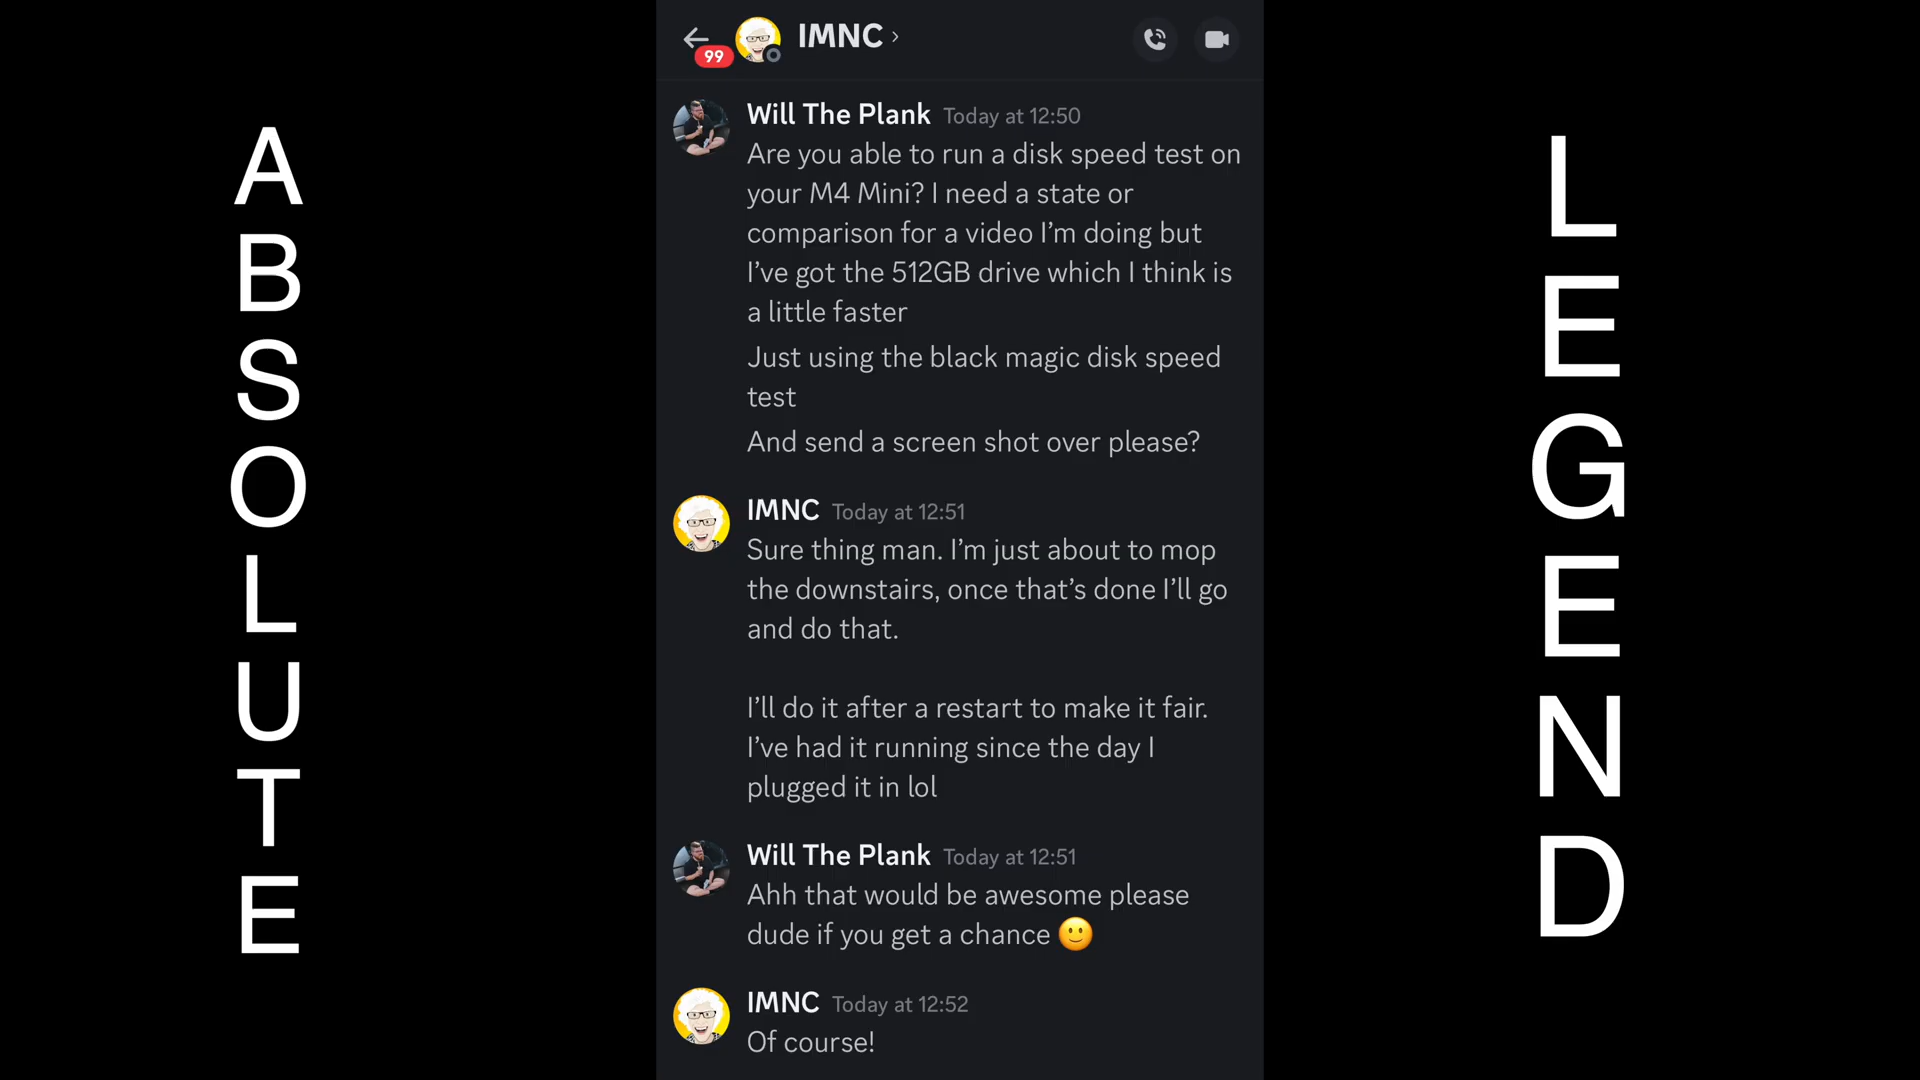 A
B
S
O
L
U
T
E
99
IMNC ›
Will The Plank Today at 12:50
Are you able to run a disk speed test on
your M4 Mini? I need a state or
comparison for a video I’m doing but
I’ve got the 512GB drive which I think is
a little faster
Just using the black magic disk speed
test
And send a screen shot over please?
IMNC Today at 12:51
Sure thing man. I’m just about to mop
the downstairs, once that’s done I’ll go
and do that.
I’ll do it after a restart to make it fair.
I’ve had it running since the day I
plugged it in lol
Will The Plank Today at 12:51
Ahh that would be awesome please
dude if you get a chance 🙂
IMNC Today at 12:52
Of course!
L
E
G
E
N
D